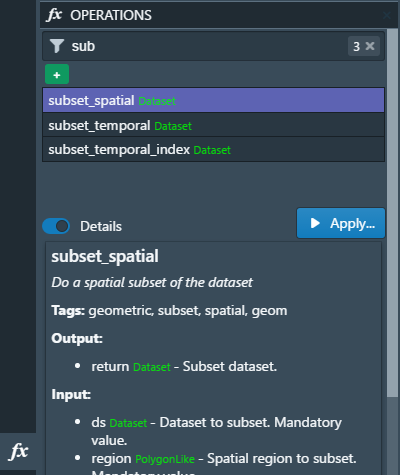 fx OPERATIONS
sub 3
+
subset_spatial Dataset
subset_temporal Dataset
subset_temporal_index Dataset
Details Apply...
subset_spatial
Do a spatial subset of the dataset
Tags: geometric, subset, spatial, geom
Output:
• return Dataset - Subset dataset.
Input:
• ds Dataset - Dataset to subset. Mandatory
value.
• region PolygonLike - Spatial region to subset.
Mandatory value.
fx